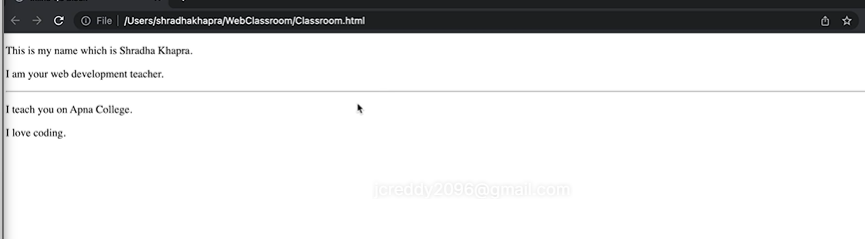 File
/Users/shradhakhapra/WebClassroom/Classroom.html
This is my name which is Shradha Khapra.
I am your web development teacher.
I teach you on Apna College.
I love coding.
jcreddy2096@gmail.com